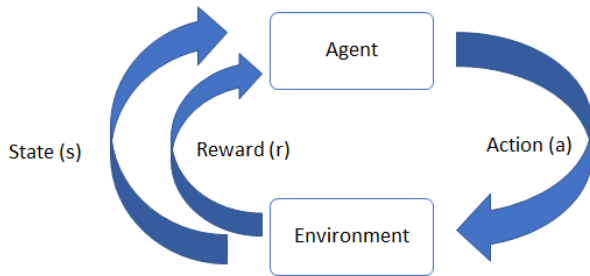 Agent
State (s)
Reward (r)
Action (a)
Environment